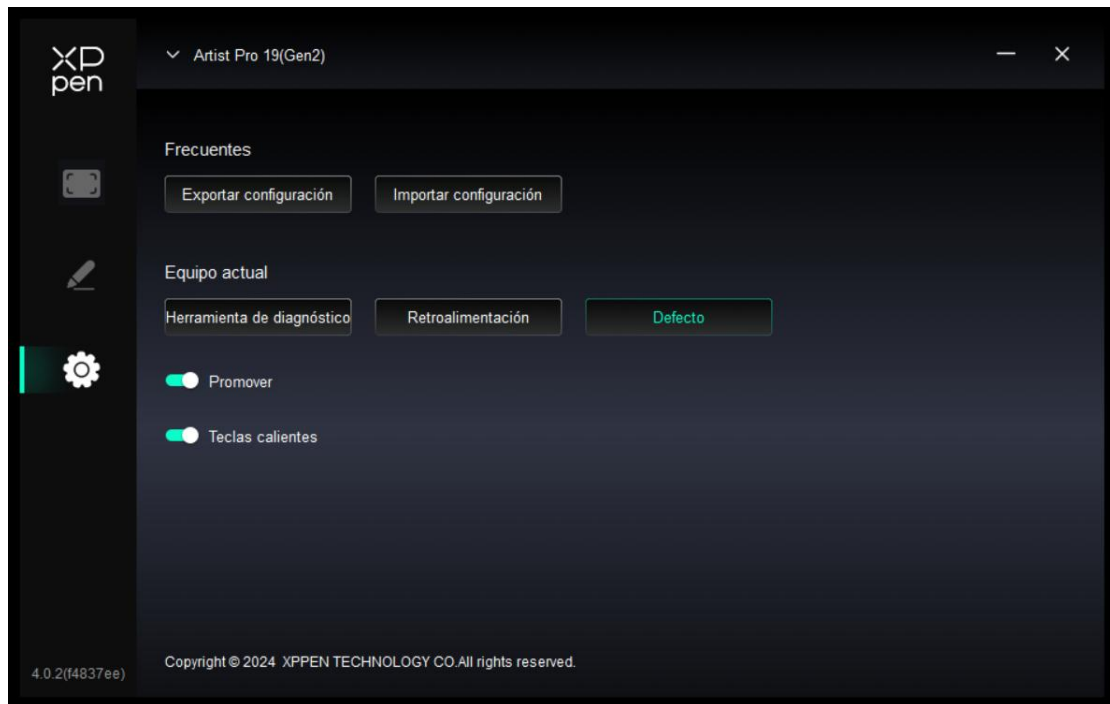 XP
pen
Artist Pro 19(Gen2)
Frecuentes
Exportar configuración
Importar configuración
Equipo actual
Herramienta de diagnóstico
Retroalimentación
Defecto
Promover
Teclas calientes
4.0.2(f4837ee)
Copyright © 2024 XPPEN TECHNOLOGY CO.All rights reserved.